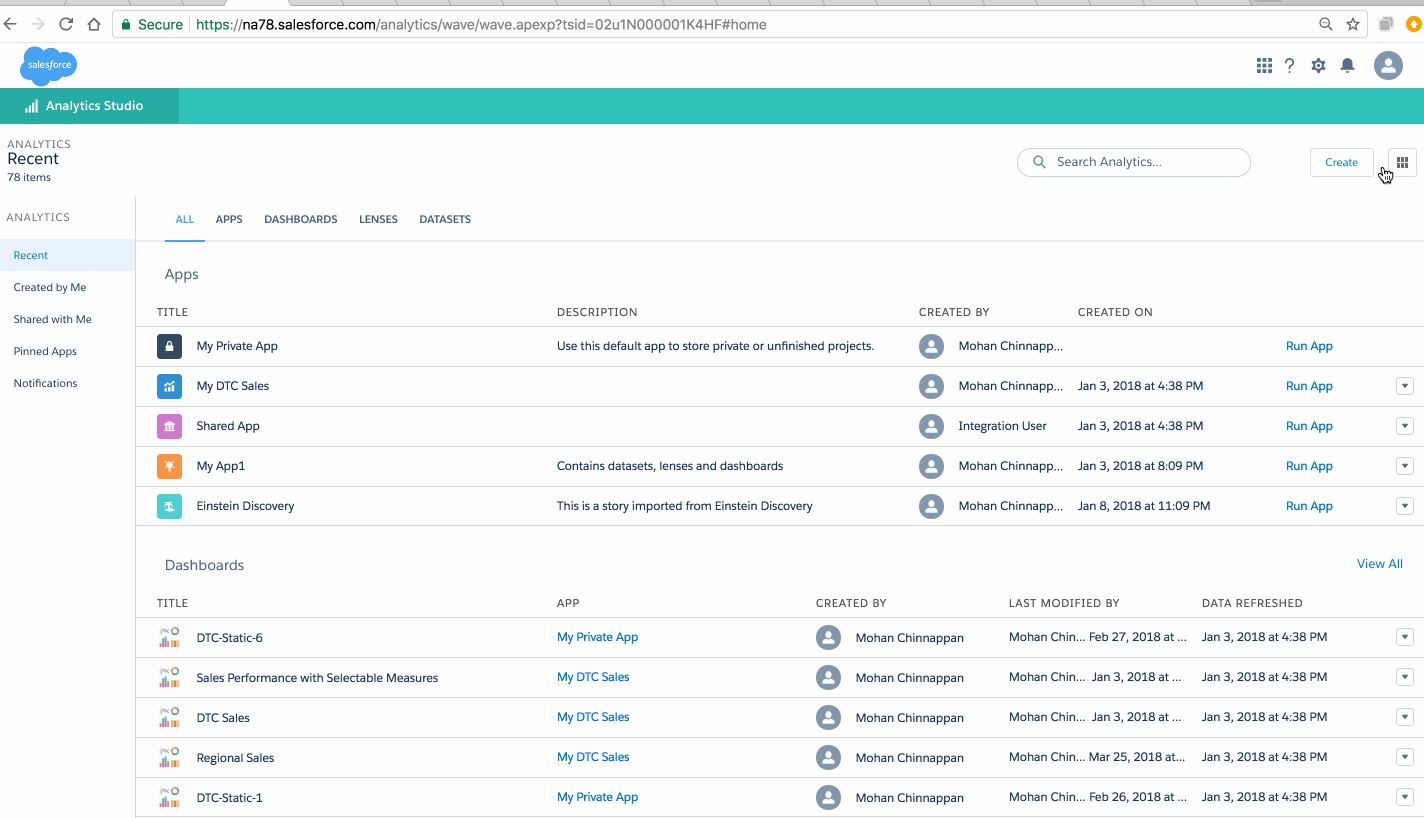 Secure https://na78.salesforce.com/analytics/wave/wave.apexp?tsid=02u1N000001K4HF#home
salesforce
Analytics Studio
ANALYTICS
Recent
78 items
Search Analytics...
Create
ANALYTICS
Recent
Created by Me
Shared with Me
Pinned Apps
Notifications
ALL APPS DASHBOARDS LENSES DATASETS
Apps
TITLE DESCRIPTION CREATED BY CREATED ON
My Private App Use this default app to store private or unfinished projects. Mohan Chinnapp... Run App
My DTC Sales Mohan Chinnapp... Jan 3, 2018 at 4:38 PM Run App
Shared App Integration User Jan 3, 2018 at 4:38 PM Run App
My App1 Contains datasets, lenses and dashboards Mohan Chinnapp... Jan 3, 2018 at 8:09 PM Run App
Einstein Discovery This is a story imported from Einstein Discovery Mohan Chinnapp... Jan 8, 2018 at 11:09 PM Run App
Dashboards View All
TITLE APP CREATED BY LAST MODIFIED BY DATA REFRESHED
DTC-Static-6 My Private App Mohan Chinnappan Mohan Chin... Feb 27, 2018 at ... Jan 3, 2018 at 4:38 PM
Sales Performance with Selectable Measures My DTC Sales Mohan Chinnappan Mohan Chin... Jan 3, 2018 at ... Jan 3, 2018 at 4:38 PM
DTC Sales My DTC Sales Mohan Chinnappan Mohan Chin... Jan 3, 2018 at ... Jan 3, 2018 at 4:38 PM
Regional Sales My DTC Sales Mohan Chinnappan Mohan Chin... Mar 25, 2018 at... Jan 3, 2018 at 4:38 PM
DTC-Static-1 My Private App Mohan Chinnappan Mohan Chin... Feb 26, 2018 at ... Jan 3, 2018 at 4:38 PM